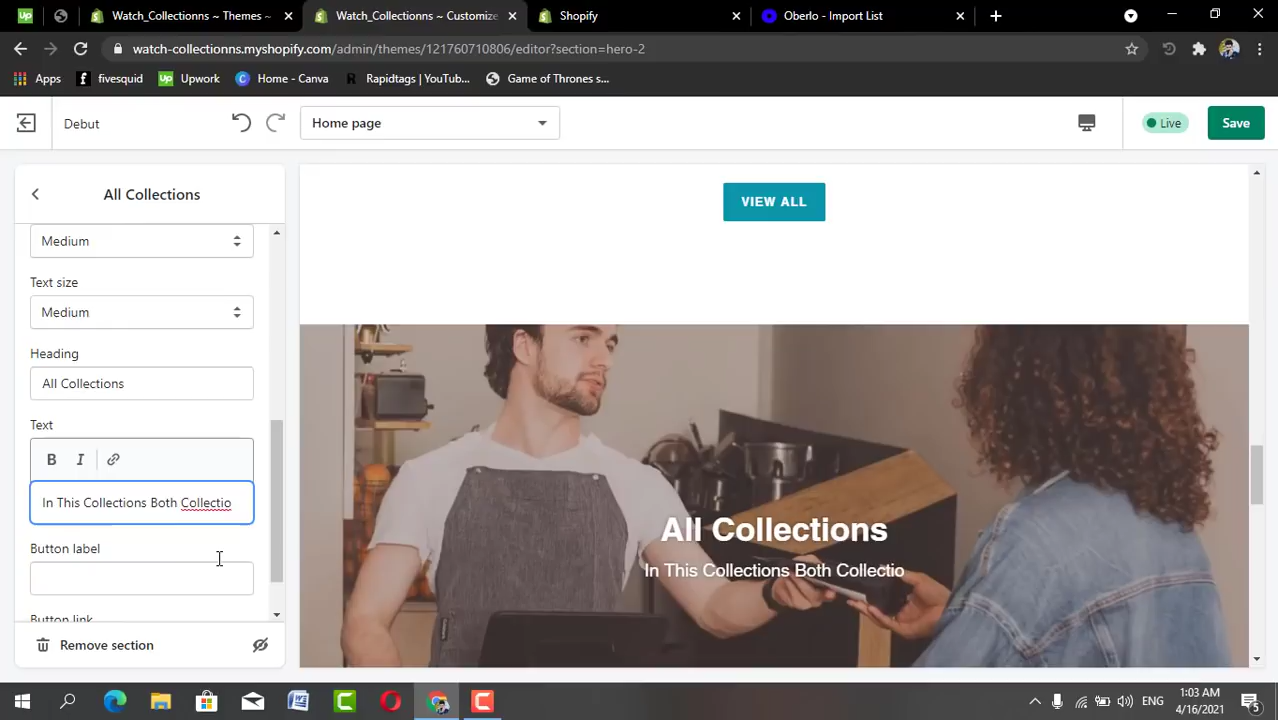 Watch_Collectionns ~ Themes ~
Watch_Collectionns ~ Customize
Shopify
Oberlo - Import List
watch-collectionns.myshopify.com/admin/themes/121760710806/editor?section=hero-2
Apps
fivesquid
Upwork
Home - Canva
Rapidtags | YouTub...
Game of Thrones s...
Debut
Home page
Live
Save
All Collections
VIEW ALL
Medium
Text size
Medium
Heading
All Collections
Text
B I
In This Collections Both Collectio
Button label
Button link
All Collections
In This Collections Both Collectio
Remove section
ENG
1:03 AM
4/16/2021
5